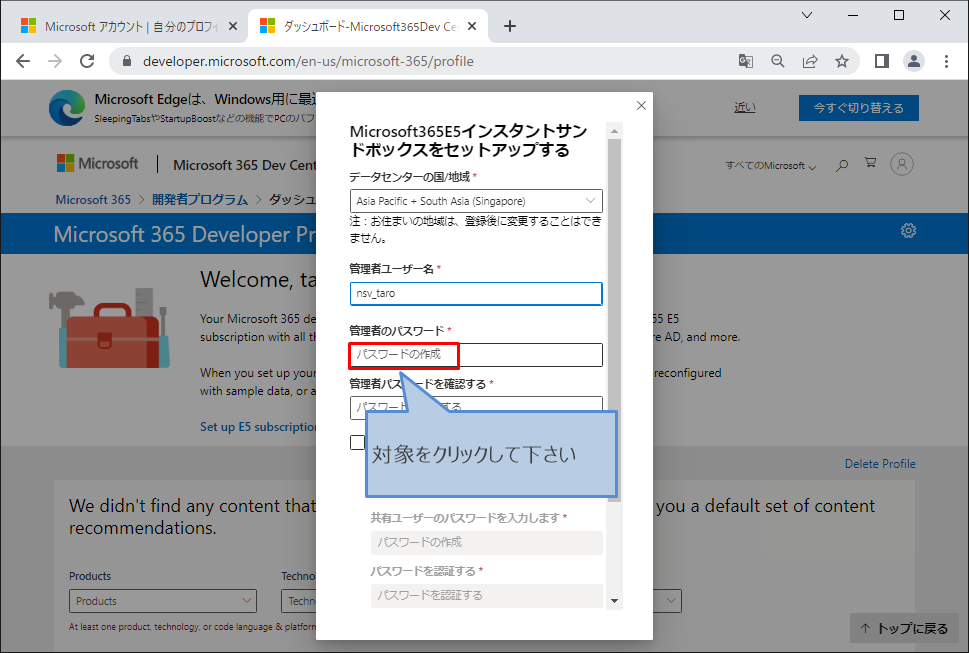 Microsoft アカウント | 自分のプロフィ
ダッシュボード-Microsoft365Dev Ce
developer.microsoft.com/en-us/microsoft-365/profile
Microsoft Edgeは、Windows用に最適
SleepingTabsやStartupBoostなどの機能でPCのパフ
近い
今すぐ切り替える
Microsoft
Microsoft 365 Dev Cent
すべてのMicrosoft
Microsoft 365 > 開発者プログラム > ダッシュ
Microsoft 365 Developer Pr
Welcome, ta
Your Microsoft 365 de
55 E5
subscription with all th
re AD, and more.
When you set up your
reconfigured
with sample data, or a
Set up E5 subscription
Delete Profile
We didn't find any content that
you a default set of content
recommendations.
Products
Techno
Products
Techn
At least one product, technology, or code language & platform
↑ トップに戻る
Microsoft365E5インスタントサン
ドボックスをセットアップする
データセンターの国/地域 *
Asia Pacific + South Asia (Singapore)
注：お住まいの地域は、登録後に変更することはでき
ません。
管理者ユーザー名 *
nsv_taro
管理者のパスワード *
パスワードの作成
管理者パスワードを確認する *
対象をクリックして下さい
共有ユーザーのパスワードを入力します *
パスワードの作成
パスワードを認証する *
パスワードを認証する